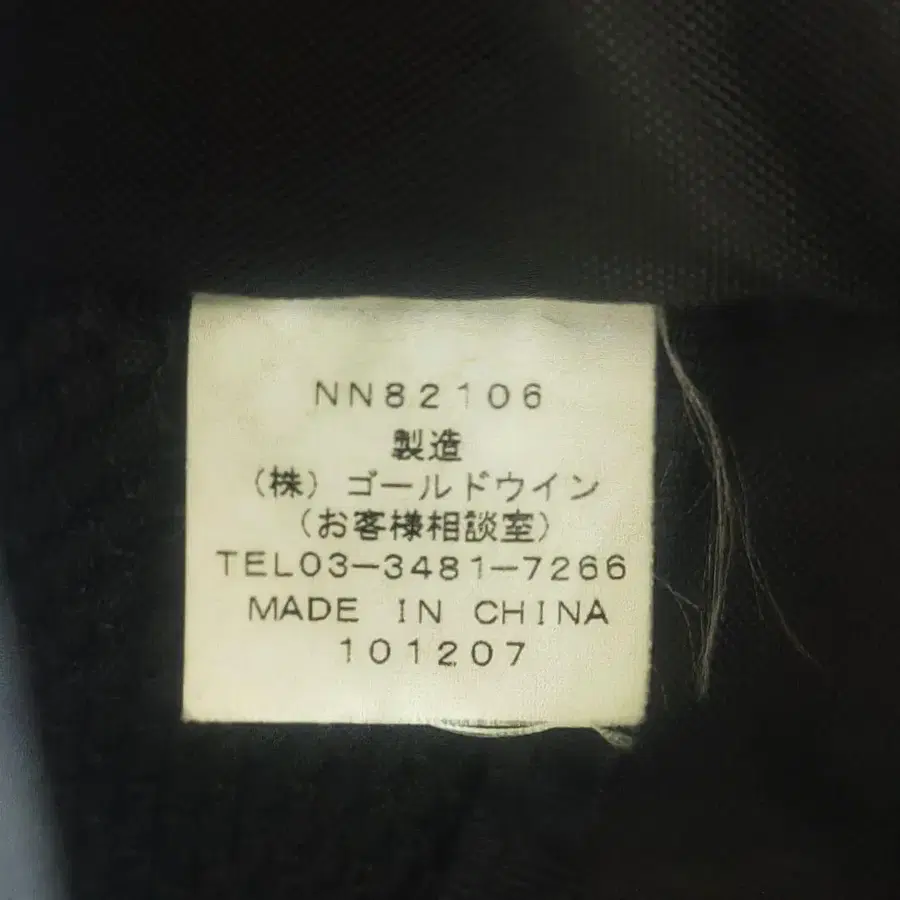 NN82106
製造
(株) ゴールドウイン
(お客様相談室)
TEL03-3481-7266
MADE IN CHINA
101207